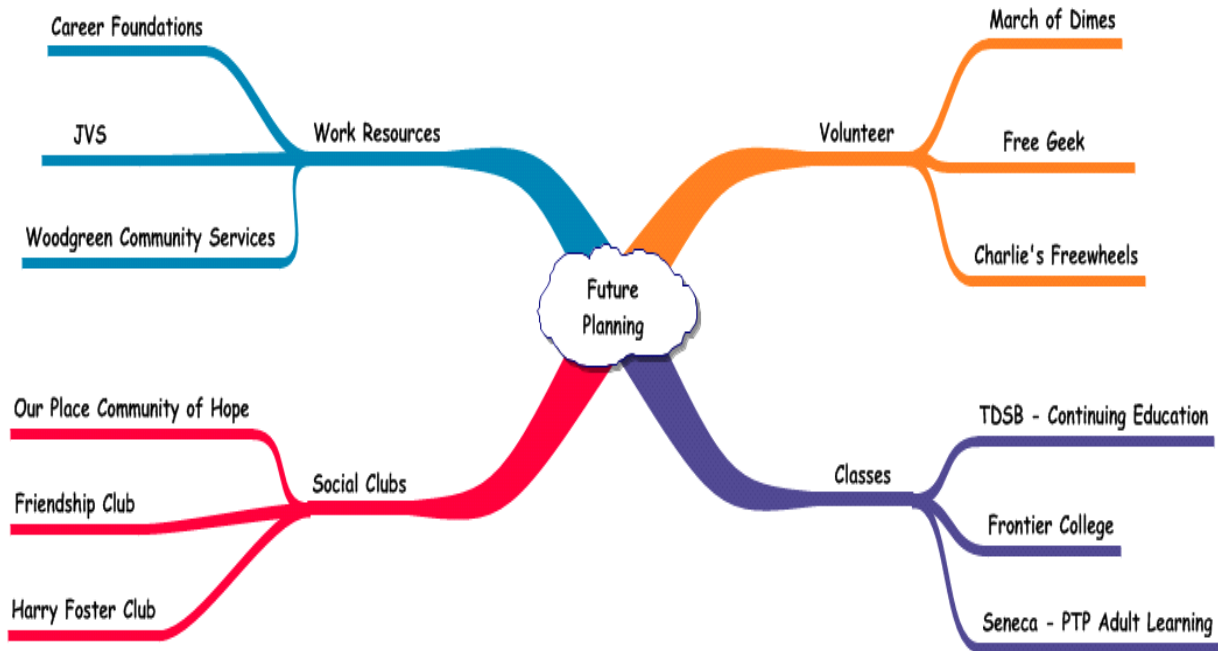 Career Foundations
JVS
Woodgreen Community Services
Work Resources
March of Dimes
Free Geek
Charlie's Freewheels
Volunteer
Future
Planning
Our Place Community of Hope
Friendship Club
Harry Foster Club
Social Clubs
TDSB - Continuing Education
Frontier College
Seneca - PTP Adult Learning
Classes